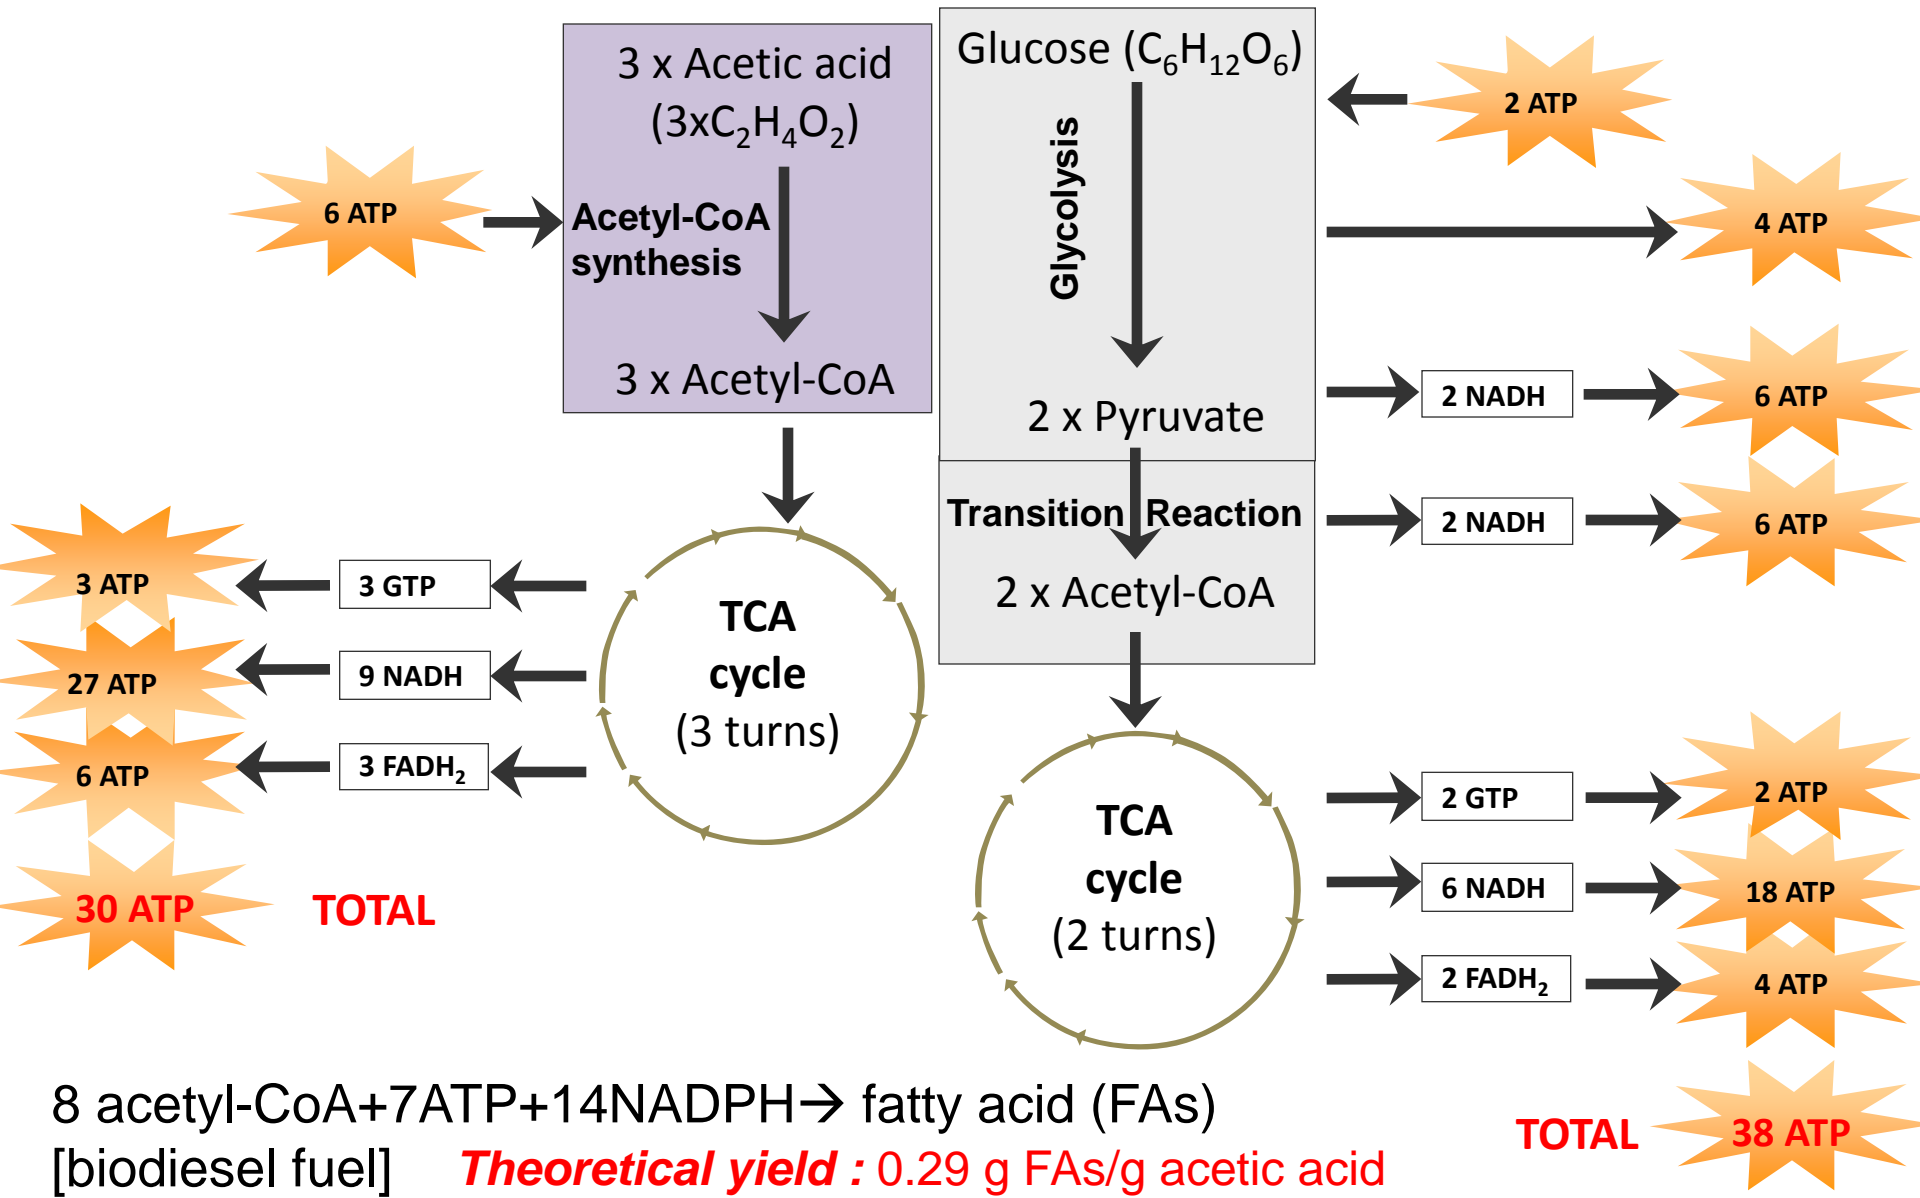 3 x Acetic acid
(3xC₂H₄O₂)
6 ATP
Acetyl-CoA
synthesis
3 x Acetyl-CoA
Glucose (C₆H₁₂O₆)
Glycolysis
2 x Pyruvate
Transition Reaction
2 x Acetyl-CoA
2 ATP
4 ATP
2 NADH
6 ATP
2 NADH
6 ATP
TCA
cycle
(3 turns)
3 GTP
3 ATP
9 NADH
27 ATP
3 FADH₂
6 ATP
30 ATP
TOTAL
TCA
cycle
(2 turns)
2 GTP
2 ATP
6 NADH
18 ATP
2 FADH₂
4 ATP
TOTAL
38 ATP
8 acetyl-CoA+7ATP+14NADPH→ fatty acid (FAs)
[biodiesel fuel] Theoretical yield : 0.29 g FAs/g acetic acid